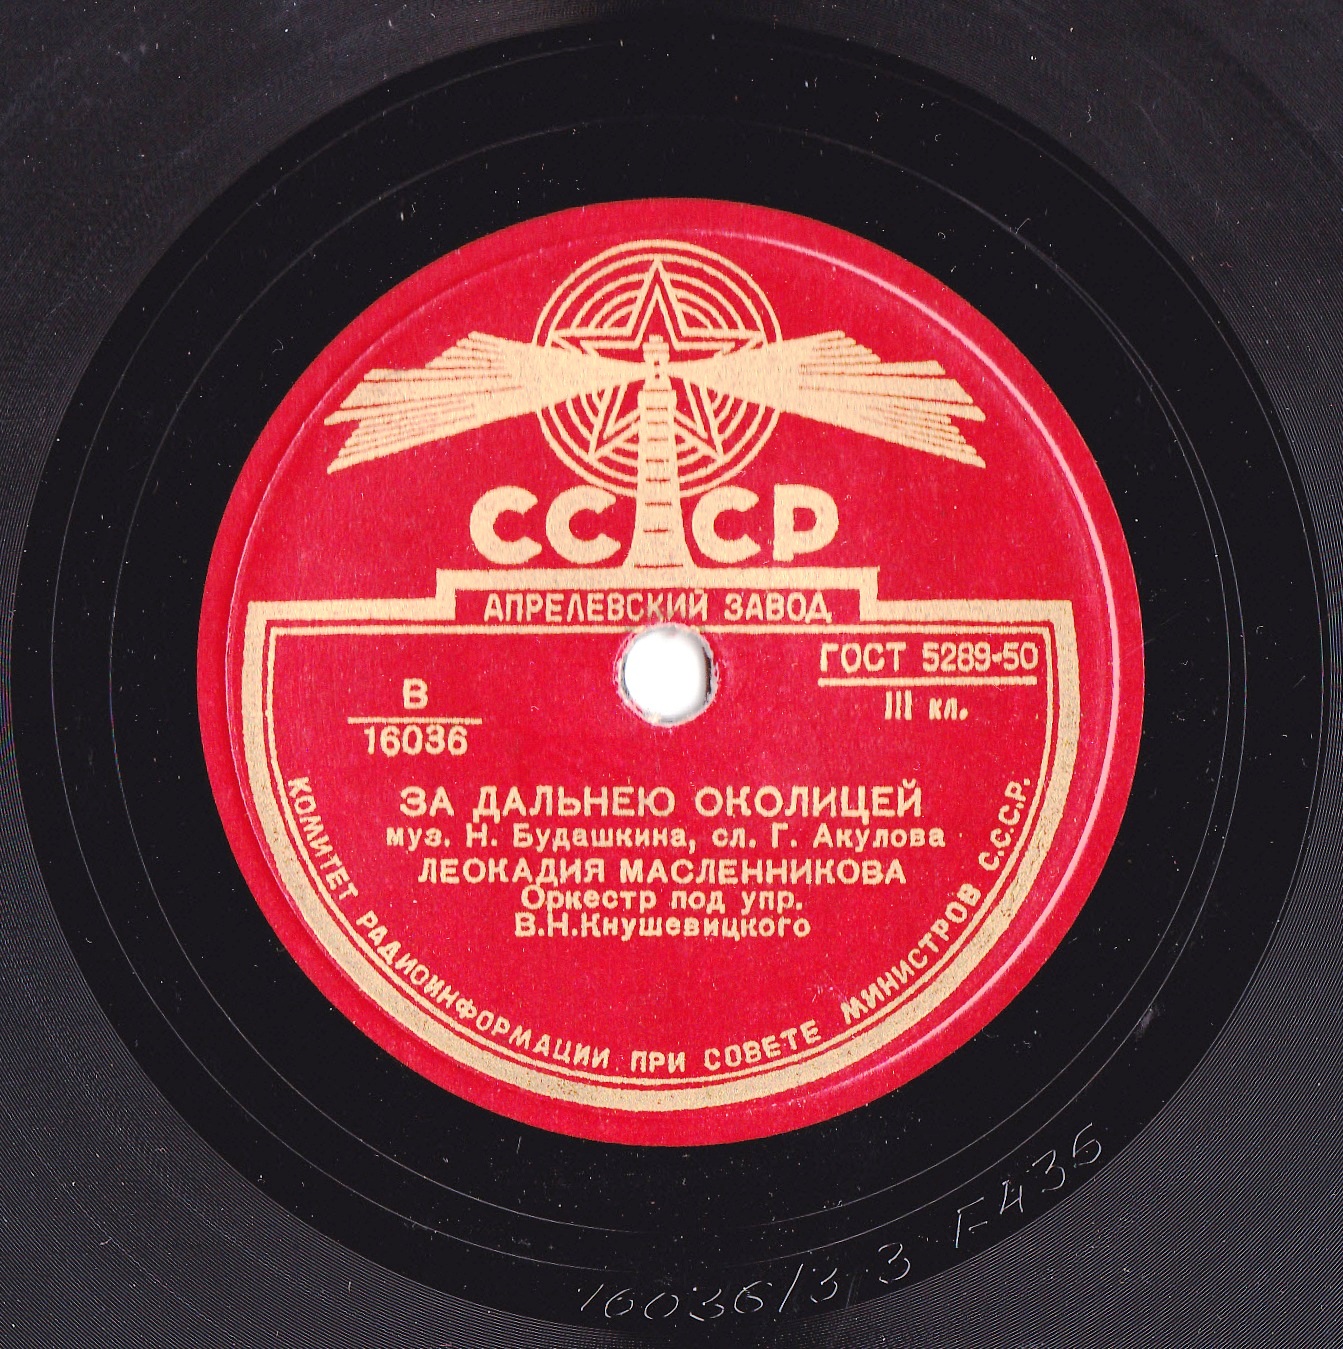 СССР
АПРЕЛЕВСКИЙ ЗАВОД
ГОСТ 5289-50
III кл.
В
16036
ЗА ДАЛЬНЕЮ ОКОЛИЦЕЙ
муз. Н. Будашкина, сл. Г. Акулова
ЛЕОКАДИЯ МАСЛЕННИКОВА
Оркестр под упр.
В.Н.Кнушевицкого
КОМИТЕТ РАДИОИНФОРМАЦИИ ПРИ СОВЕТЕ МИНИСТРОВ С.С.С.Р.
16036/3 3 F435